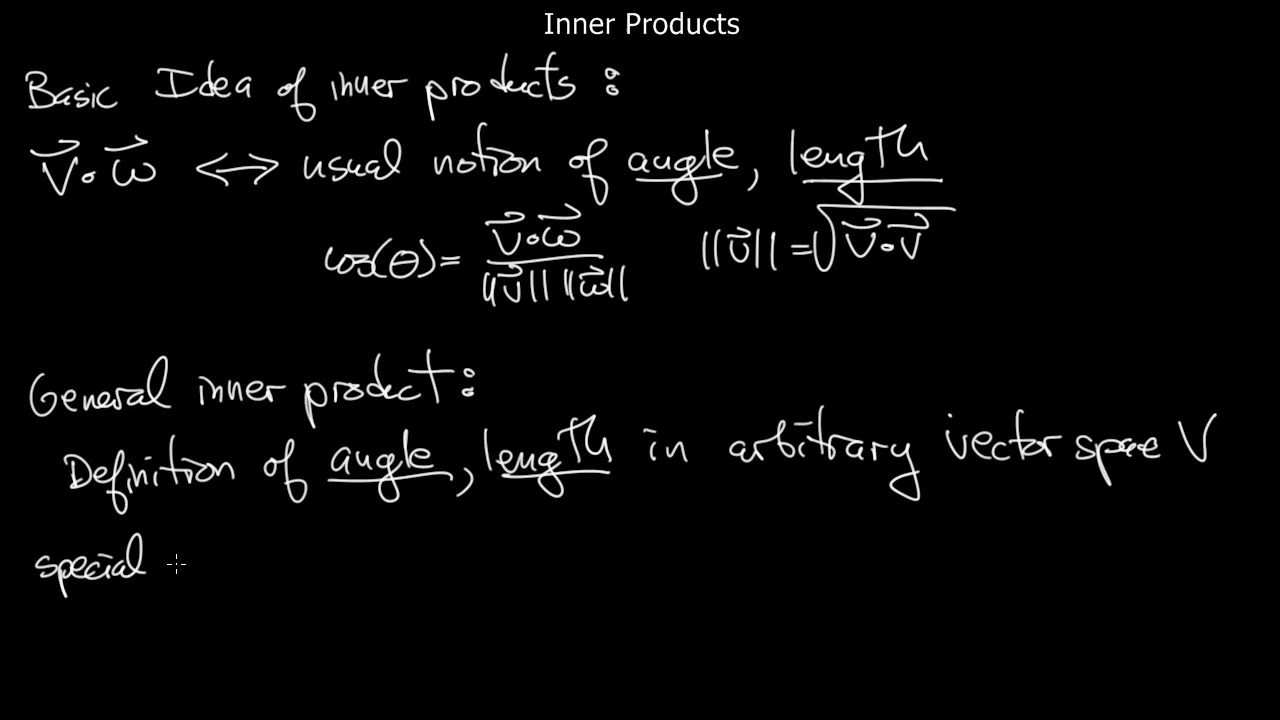 Inner Products
Basic Idea of inner products :
v⃗ • w⃗ ⟷ usual notion of angle, length
cos(θ) = v⃗•w⃗ / ||v⃗|| ||w⃗||   ||v⃗|| = √v⃗•v⃗
General inner product :
Definition of angle, length in arbitrary vector space V
special